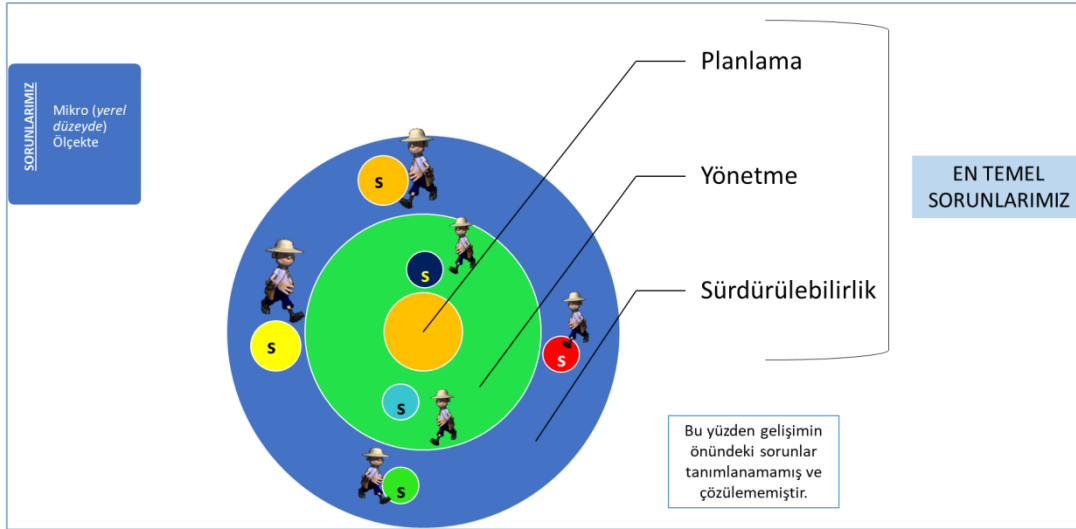 SORUNLARIMIZ
Mikro (yerel
düzeyde)
Ölçekte
Planlama
Yönetme
Sürdürülebilirlik
EN TEMEL
SORUNLARIMIZ
s
s
s
s
s
s
Bu yüzden gelişimin
önündeki sorunlar
tanımlanamamış ve
çözülememiştir.